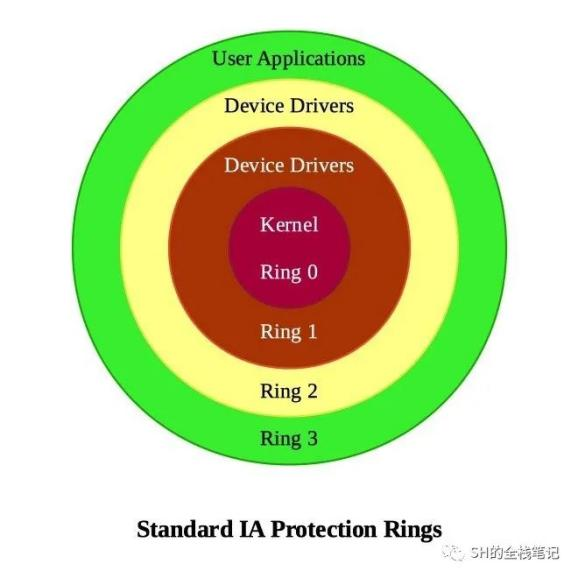 User Applications
Device Drivers
Device Drivers
Kernel
Ring 0
Ring 1
Ring 2
Ring 3
Standard IA Protection Rings
SH的全栈笔记